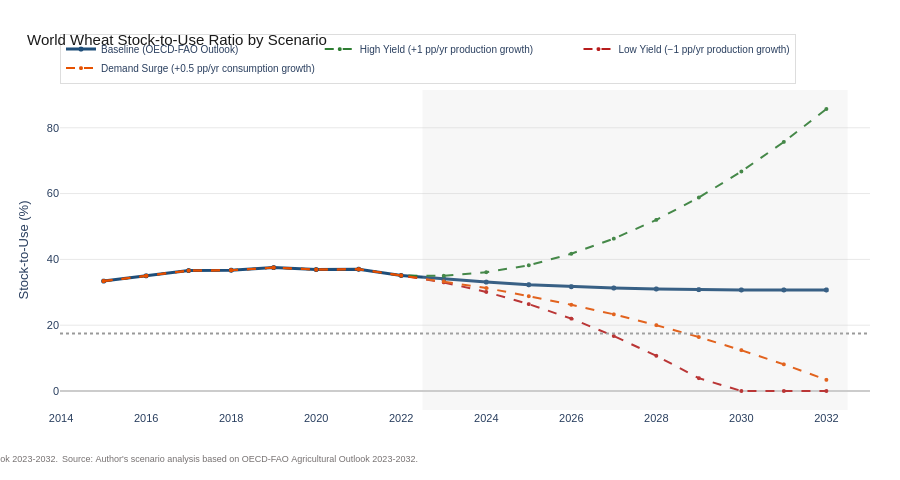 World Wheat Stock-to-Use Ratio by Scenario
Baseline (OECD-FAO Outlook)
High Yield (+1 pp/yr production growth)
Low Yield (−1 pp/yr production growth)
Demand Surge (+0.5 pp/yr consumption growth)
Stock-to-Use (%)
80
60
40
20
0
2014 2016 2018 2020 2022 2024 2026 2028 2030 2032
ok 2023-2032. Source: Author's scenario analysis based on OECD-FAO Agricultural Outlook 2023-2032.